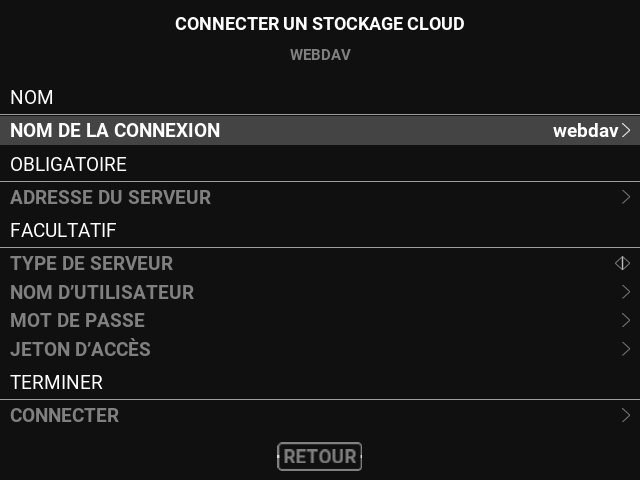 CONNECTER UN STOCKAGE CLOUD
WEBDAV
NOM
NOM DE LA CONNEXION webdav
OBLIGATOIRE
ADRESSE DU SERVEUR
FACULTATIF
TYPE DE SERVEUR
NOM D’UTILISATEUR
MOT DE PASSE
JETON D’ACCÈS
TERMINER
CONNECTER
RETOUR